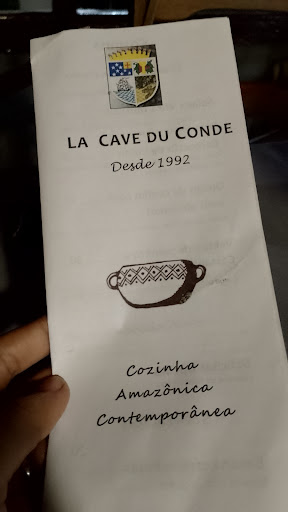 LA CAVE DU CONDE
Desde 1992
Cozinha
Amazônica
Contemporânea